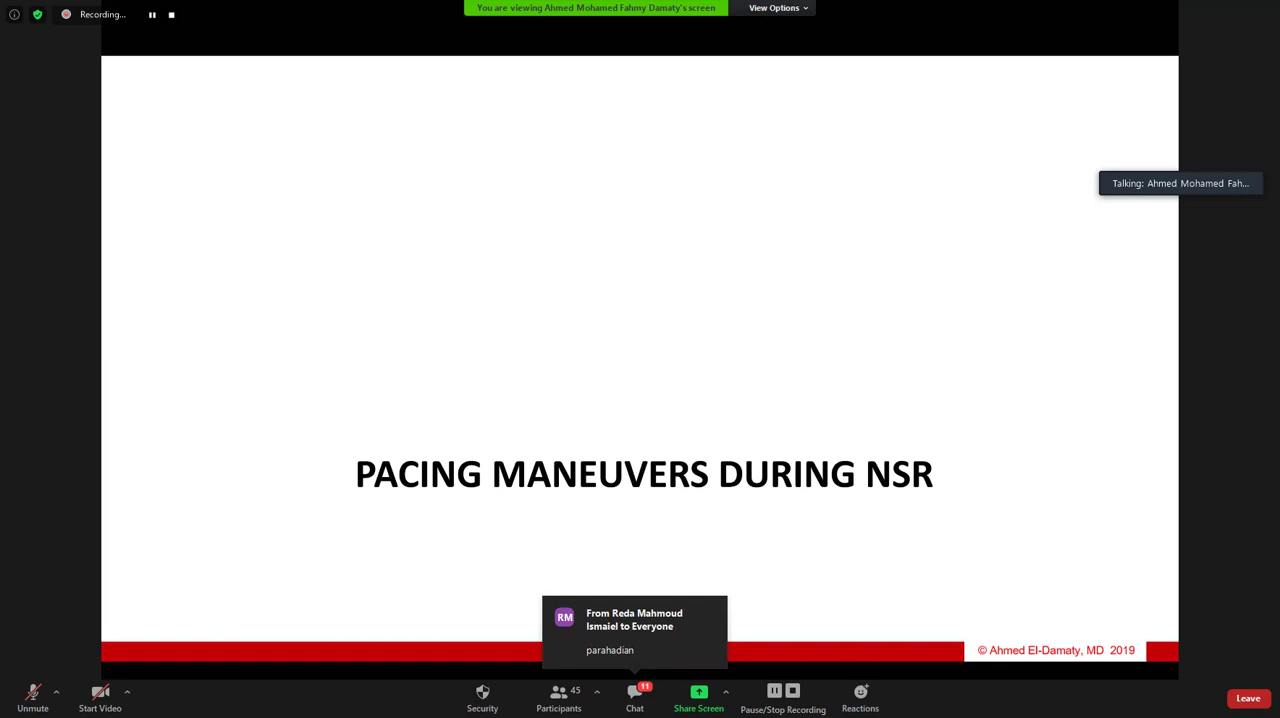 Recording...
You are viewing Ahmed Mohamed Fahmy Damaty's screen
View Options
Talking: Ahmed Mohamed Fah...
PACING MANEUVERS DURING NSR
RM
From Reda Mahmoud
Ismaiel to Everyone
parahadian
© Ahmed El-Damaty, MD 2019
Unmute
Start Video
Security
45
Participants
11
Chat
Share Screen
Pause/Stop Recording
Reactions
Leave